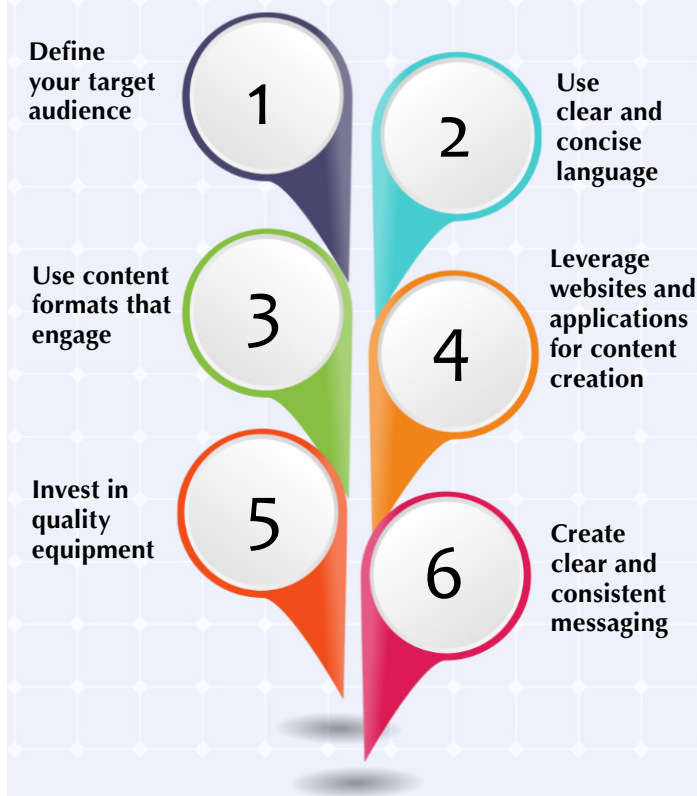 Define
your target
audience
1
Use
clear and
concise
language
2
Use content
formats that
engage
3
Leverage
websites and
applications
for content
creation
4
Invest in
quality
equipment
5
Create
clear and
consistent
messaging
6